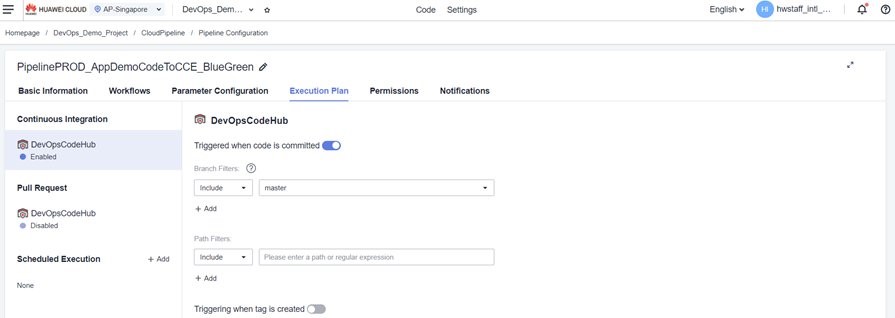 HUAWEI CLOUD AP-Singapore DevOps_Dem... Code Settings English HI hwstaff_intl_...
Homepage / DevOps_Demo_Project / CloudPipeline / Pipeline Configuration
PipelinePROD_AppDemoCodeToCCE_BlueGreen
Basic Information Workflows Parameter Configuration Execution Plan Permissions Notifications
Continuous Integration
DevOpsCodeHub
Enabled
Pull Request
DevOpsCodeHub
Disabled
Scheduled Execution + Add
None
DevOpsCodeHub
Triggered when code is committed
Branch Filters: ?
Include master
+ Add
Path Filters:
Include Please enter a path or regular expression
+ Add
Triggering when tag is created